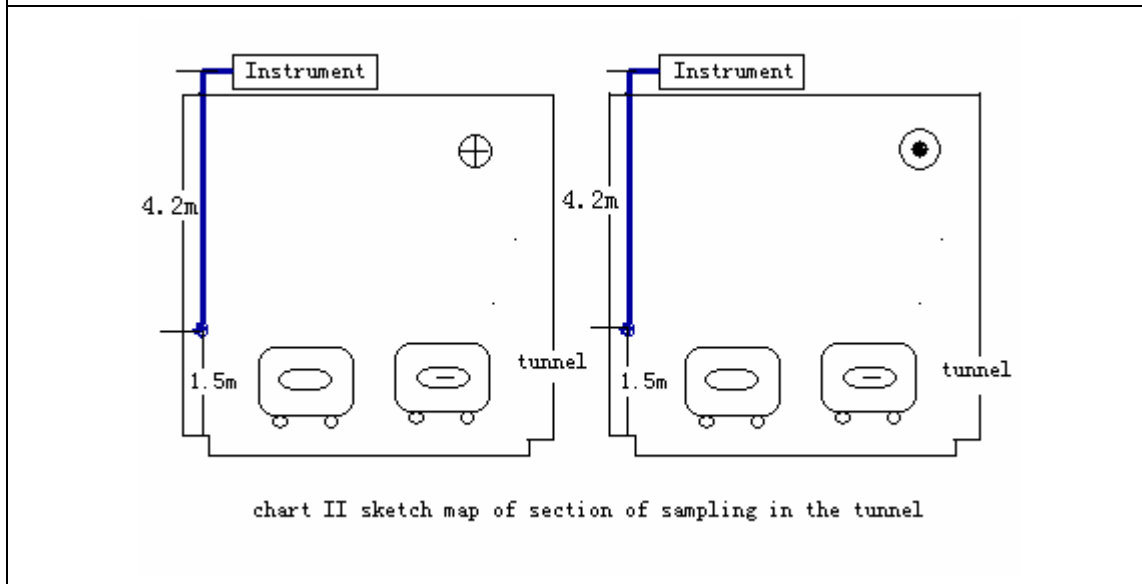 Instrument
Instrument
4.2m
4.2m
1.5m
tunnel
1.5m
tunnel
chart II sketch map of section of sampling in the tunnel